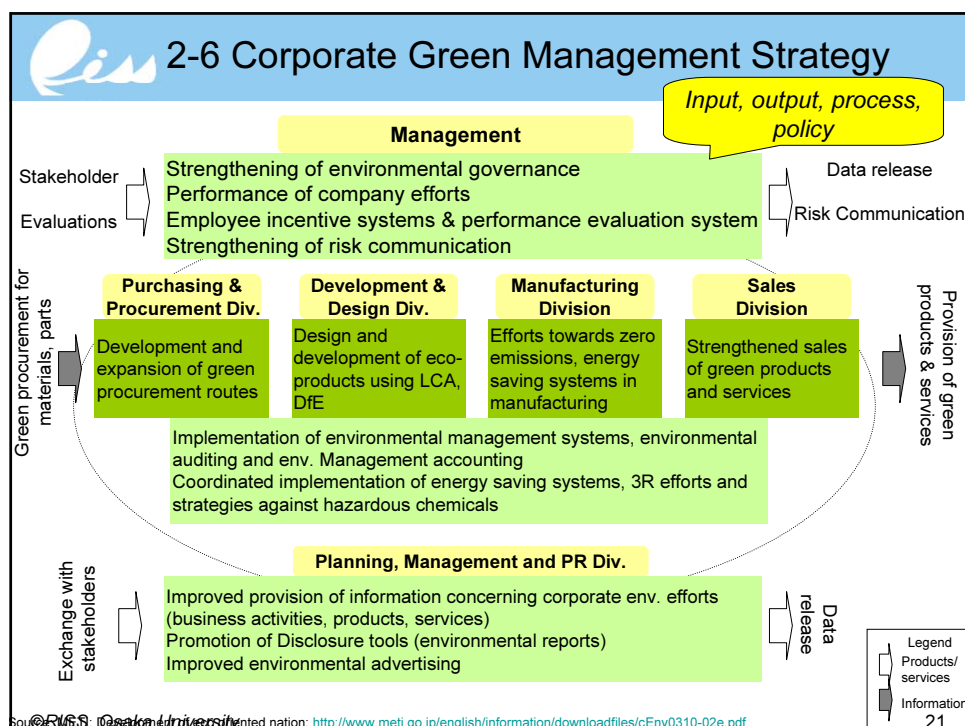 Riss
2-6 Corporate Green Management Strategy
Input, output, process,
policy
Management
Stakeholder
Evaluations
Strengthening of environmental governance
Performance of company efforts
Employee incentive systems & performance evaluation system
Strengthening of risk communication
Data release
Risk Communication
Green procurement for
materials, parts
Purchasing &
Procurement Div.
Development and
expansion of green
procurement routes
Development &
Design Div.
Design and
development of eco-
products using LCA,
DfE
Manufacturing
Division
Efforts towards zero
emissions, energy
saving systems in
manufacturing
Sales
Division
Strengthened sales
of green products
and services
Provision of green
products & services
Implementation of environmental management systems, environmental
auditing and env. Management accounting
Coordinated implementation of energy saving systems, 3R efforts and
strategies against hazardous chemicals
Planning, Management and PR Div.
Exchange with
stakeholders
Improved provision of information concerning corporate env. efforts
(business activities, products, services)
Promotion of Disclosure tools (environmental reports)
Improved environmental advertising
Data
release
Legend
Products/
services
Information
©RISS, Osaka University
nted nation: http://www.meti.go.jp/english/information/downloadfiles/cEnv0310-02e.pdf
21